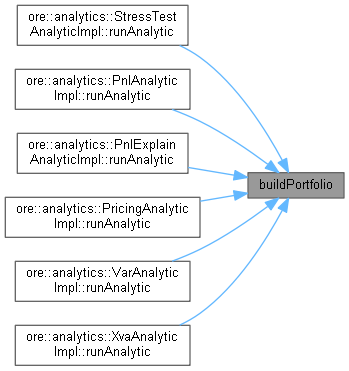 ore::analytics::StressTest
AnalyticImpl::runAnalytic
ore::analytics::PnlAnalytic
Impl::runAnalytic
ore::analytics::PnlExplain
AnalyticImpl::runAnalytic
buildPortfolio
ore::analytics::PricingAnalytic
Impl::runAnalytic
ore::analytics::VarAnalytic
Impl::runAnalytic
ore::analytics::XvaAnalytic
Impl::runAnalytic